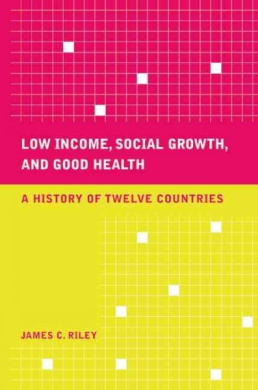 LOW INCOME, SOCIAL GROWTH,
AND GOOD HEALTH
A HISTORY OF TWELVE COUNTRIES
JAMES C. RILEY